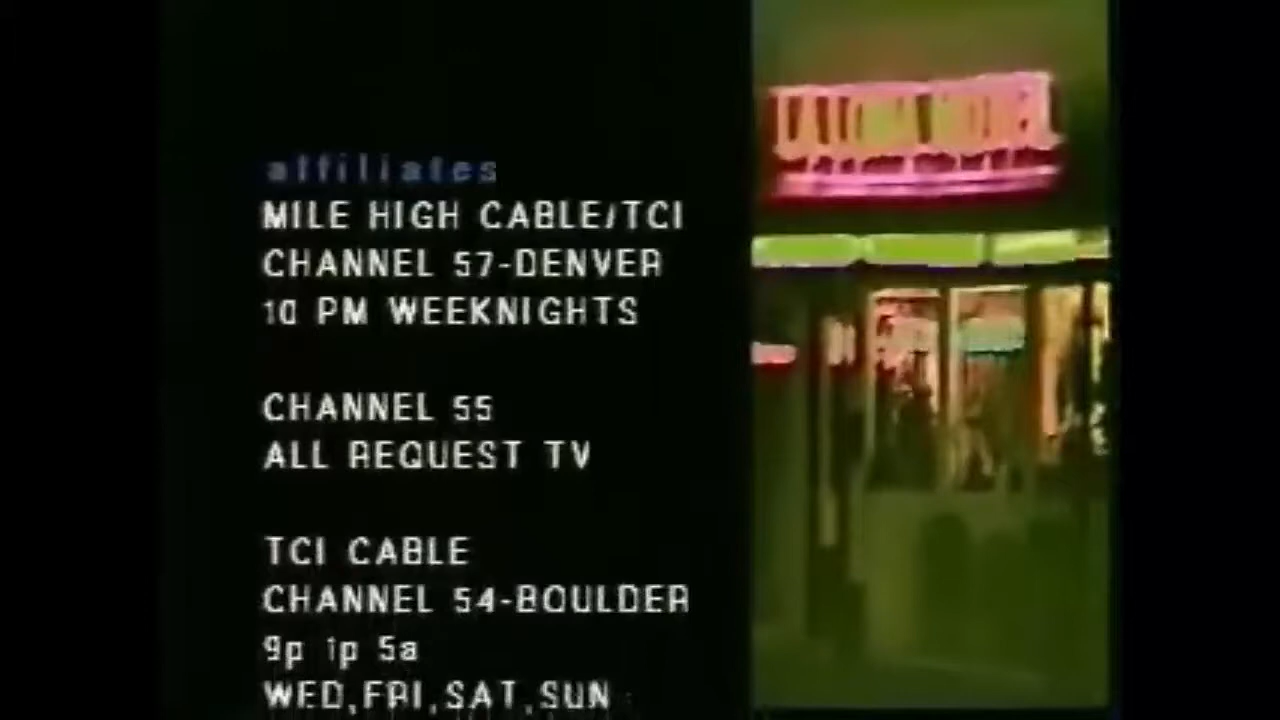 affiliates
MILE HIGH CABLE/TCI
CHANNEL 57-DENVER
10 PM WEEKNIGHTS
CHANNEL 55
ALL REQUEST TV
TCI CABLE
CHANNEL 54-BOULDER
9p 1p 5a
WED,FRI,SAT,SUN